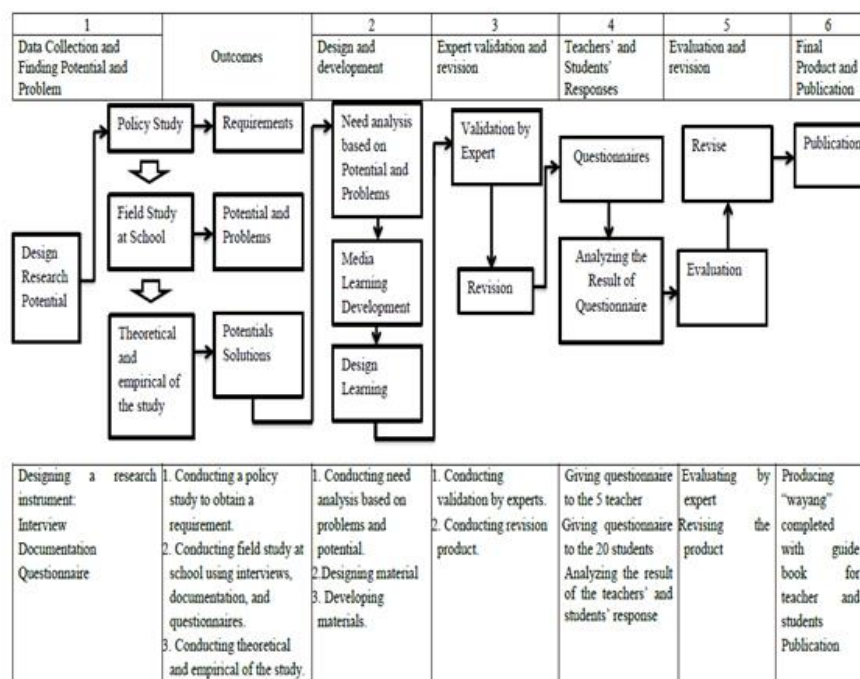 1
2
3
4
5
6
Data Collection and
Finding Potential and
Problem
Outcomes
Design and
development
Expert validation and
revision
Teachers’ and
Students’
Responses
Evaluation and
revision
Final
Product and
Publication
Design
Research
Potential
Policy Study
Field Study
at School
Theoretical
and
empirical of
the study
Requirements
Potential and
Problems
Potentials
Solutions
Need analysis
based on
Potential and
Problems
Media
Learning
Development
Design
Learning
Validation by
Expert
Revision
Questionnaires
Analyzing the
Result of
Questionnaire
Revise
Evaluation
Publication
Designing a research
instrument:
Interview
Documentation
Questionnaire
1. Conducting a policy
study to obtain a
requirement.
2. Conducting field study at
school using interviews,
documentation, and
questionnaires.
3. Conducting theoretical
and empirical of the study.
1. Conducting need
analysis based on
problems and
potential.
2.Designing material
3. Developing
materials.
1. Conducting
validation by experts.
2. Conducting revision
product.
Giving questionnaire
to the 5 teacher
Giving questionnaire
to the 20 students
Analyzing the result
of the teachers’ and
students’ response
Evaluating by
expert
Revising the
product
Producing
“wayang”
completed
with guide
book for
teacher and
students
Publication